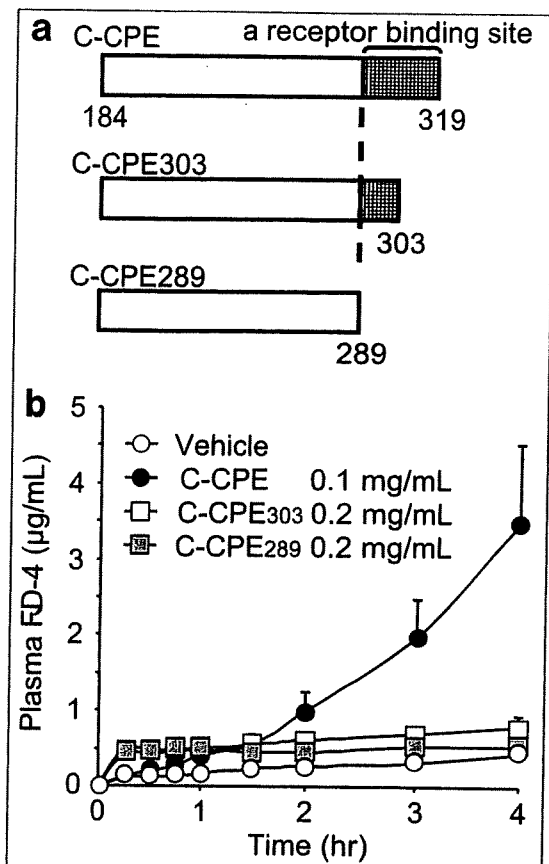 a
C-CPE
a receptor binding site
184
319
C-CPE303
303
C-CPE289
289
b
Vehicle
C-CPE 0.1 mg/mL
C-CPE303 0.2 mg/mL
C-CPE289 0.2 mg/mL
Plasma FD-4 (µg/mL)
5
4
3
2
1
0
0 1 2 3 4
Time (hr)